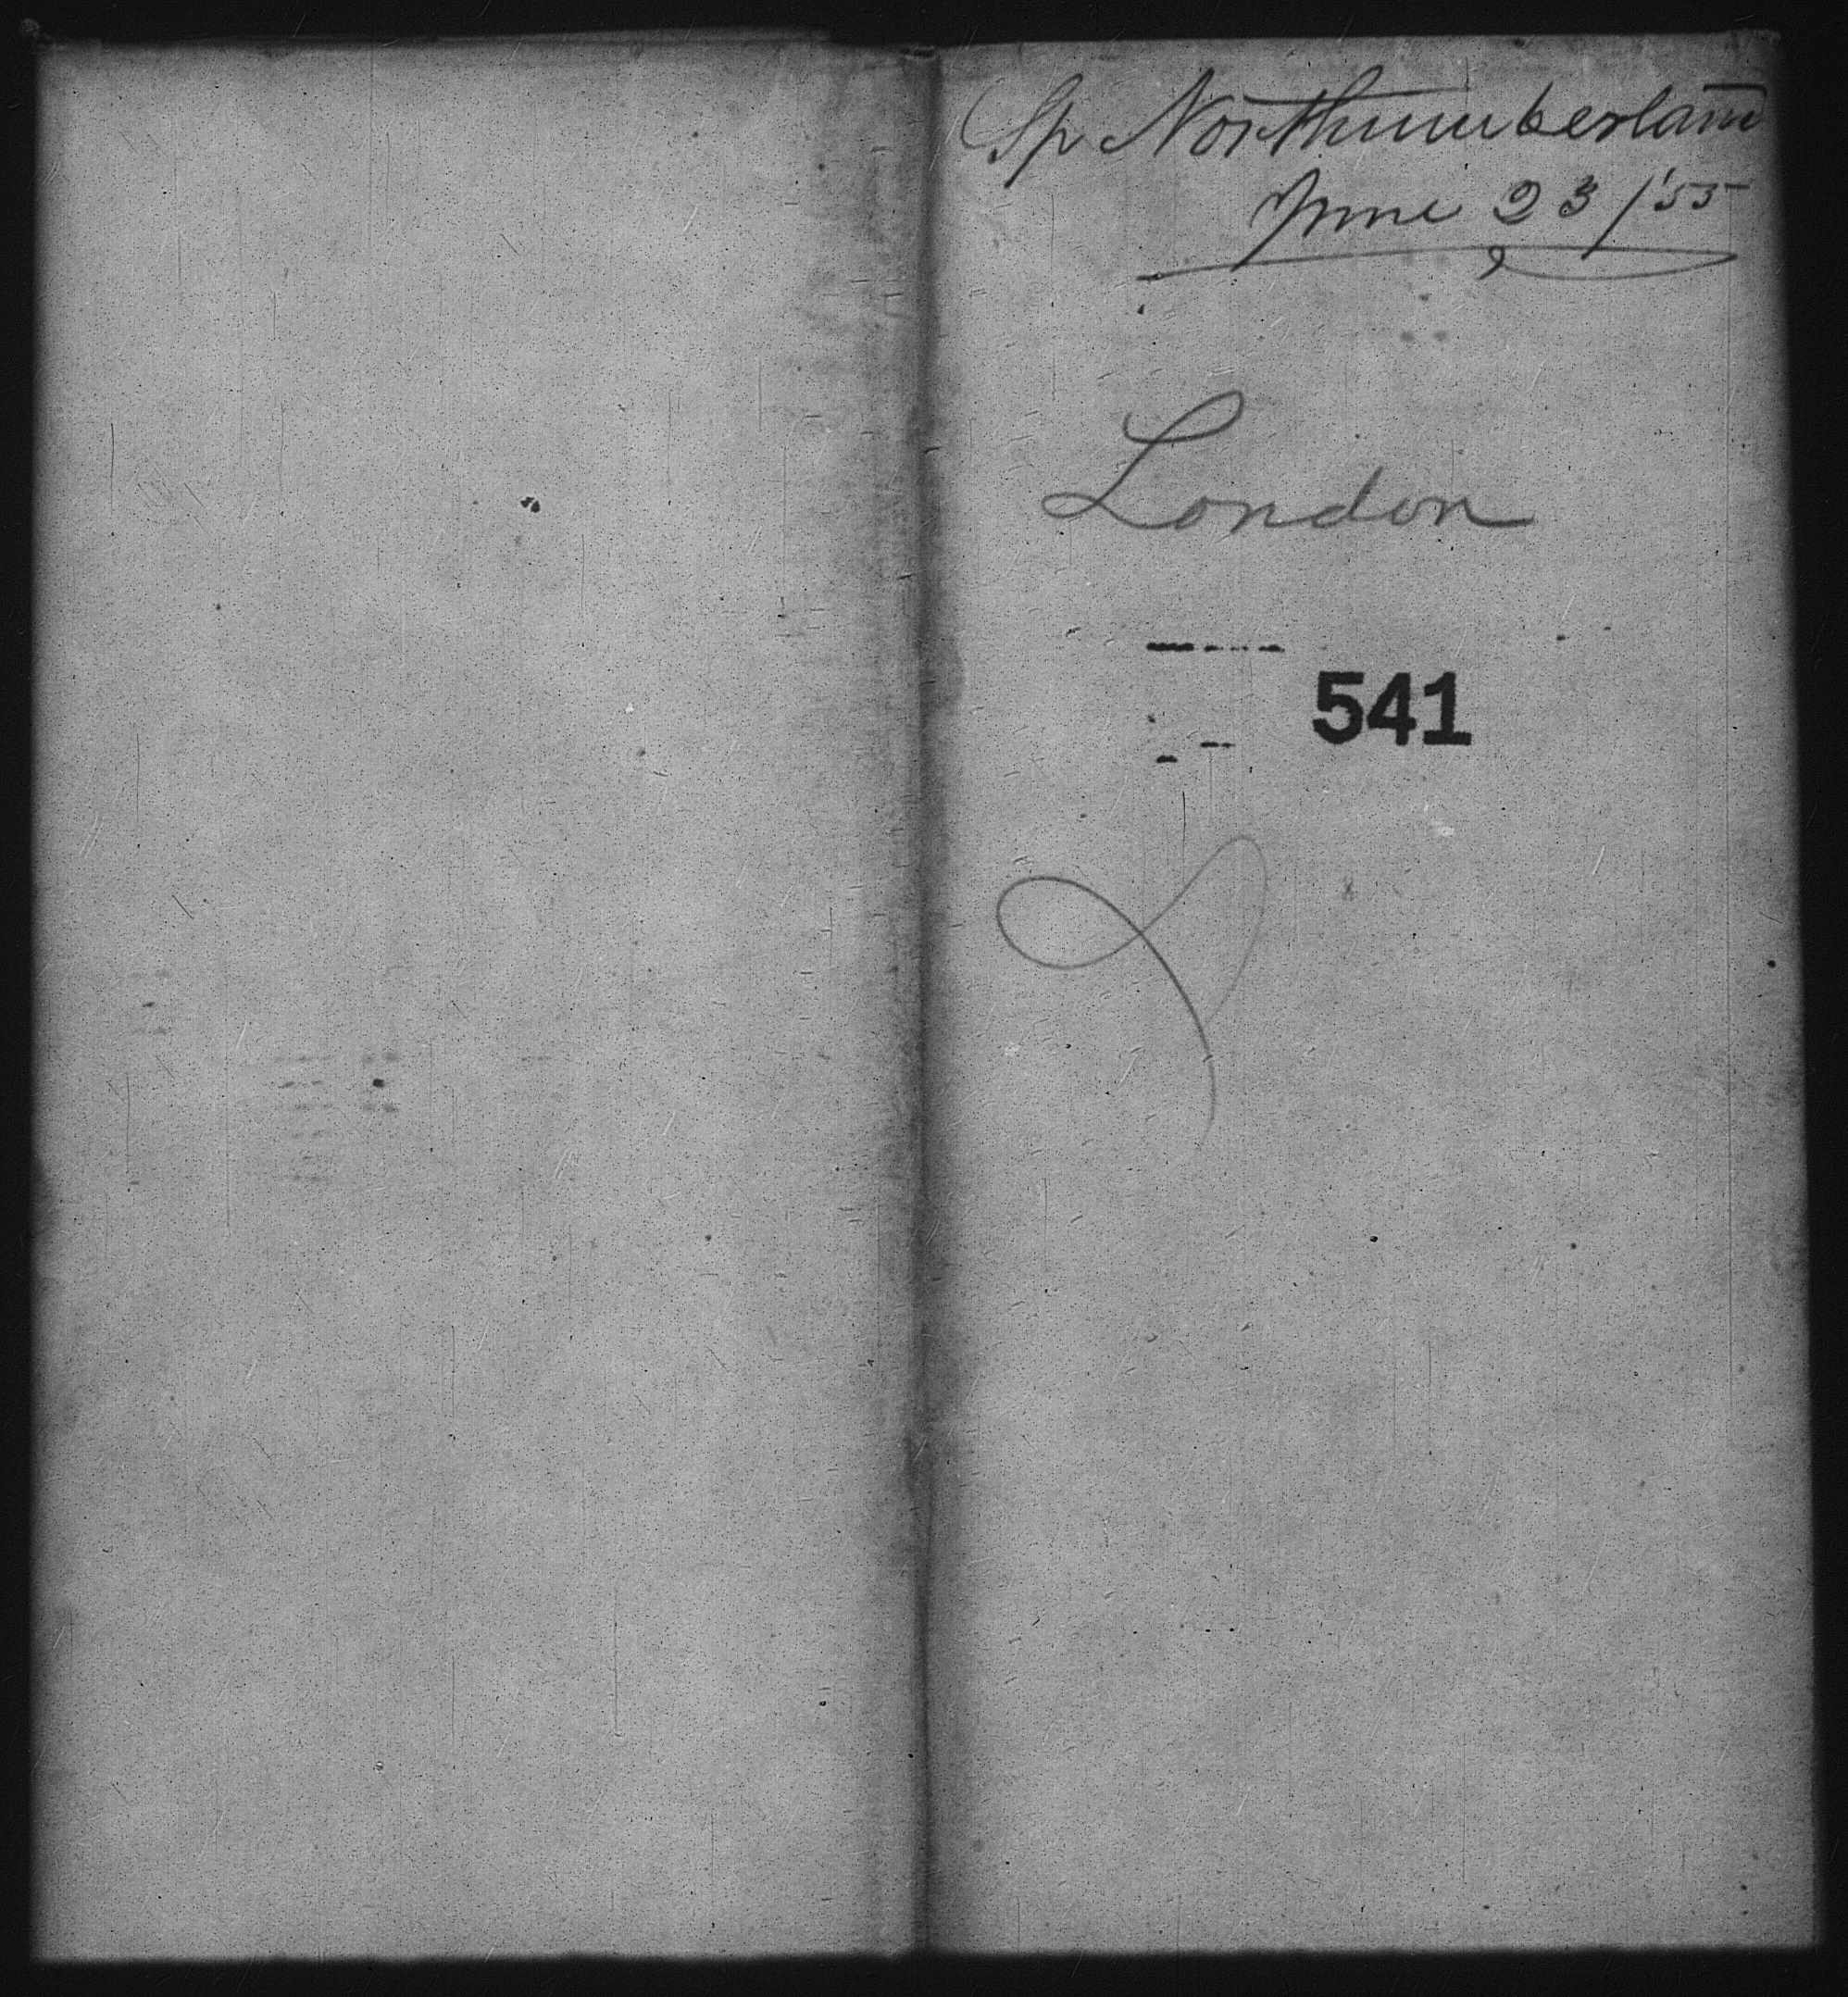 Sp Northumberland
June 23/'55
London
541